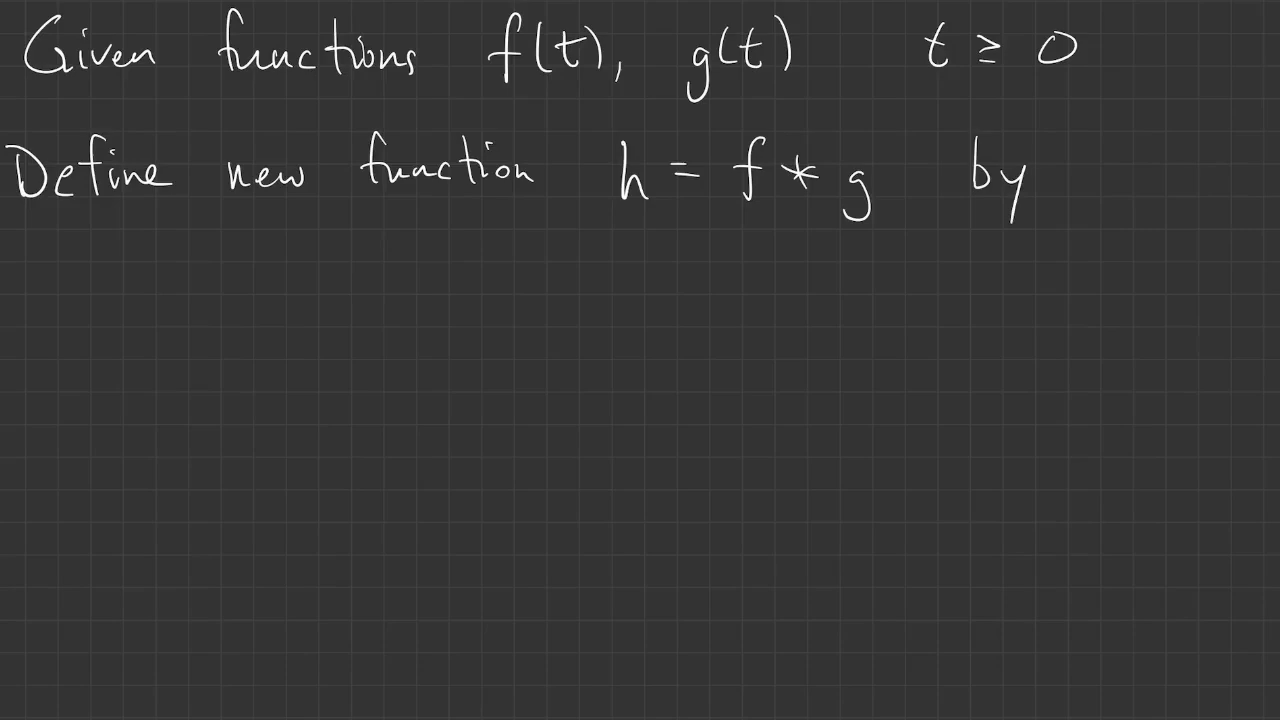 Given functions f(t), g(t) t ≥ 0
Define new function h = f * g by